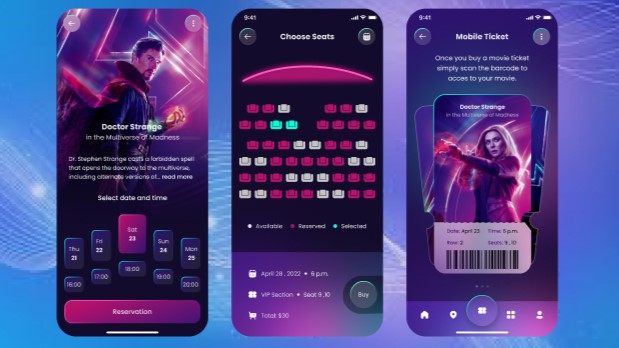 Doctor Strange
in the Multiverse of Madness
Dr. Stephen Strange casts a forbidden spell
that opens the doorway to the multiverse,
including alternate versions of... read more
Select date and time
Thu
21
Fri
22
Sat
23
Sun
24
Mon
25
16:00
17:00
18:00
19:00
20:00
Reservation
9:41
Choose Seats
Available
Reserved
Selected
April 28, 2022 • 6 p.m.
VIP Section • Seat 9 ,10
Total: $30
Buy
9:41
Mobile Ticket
Once you buy a movie ticket
simply scan the barcode to
acces to your movie.
Doctor Strange
in the Multiverse of Madness
Date: April 23
Time: 6 p.m.
Row: 2
Seats: 9 , 10